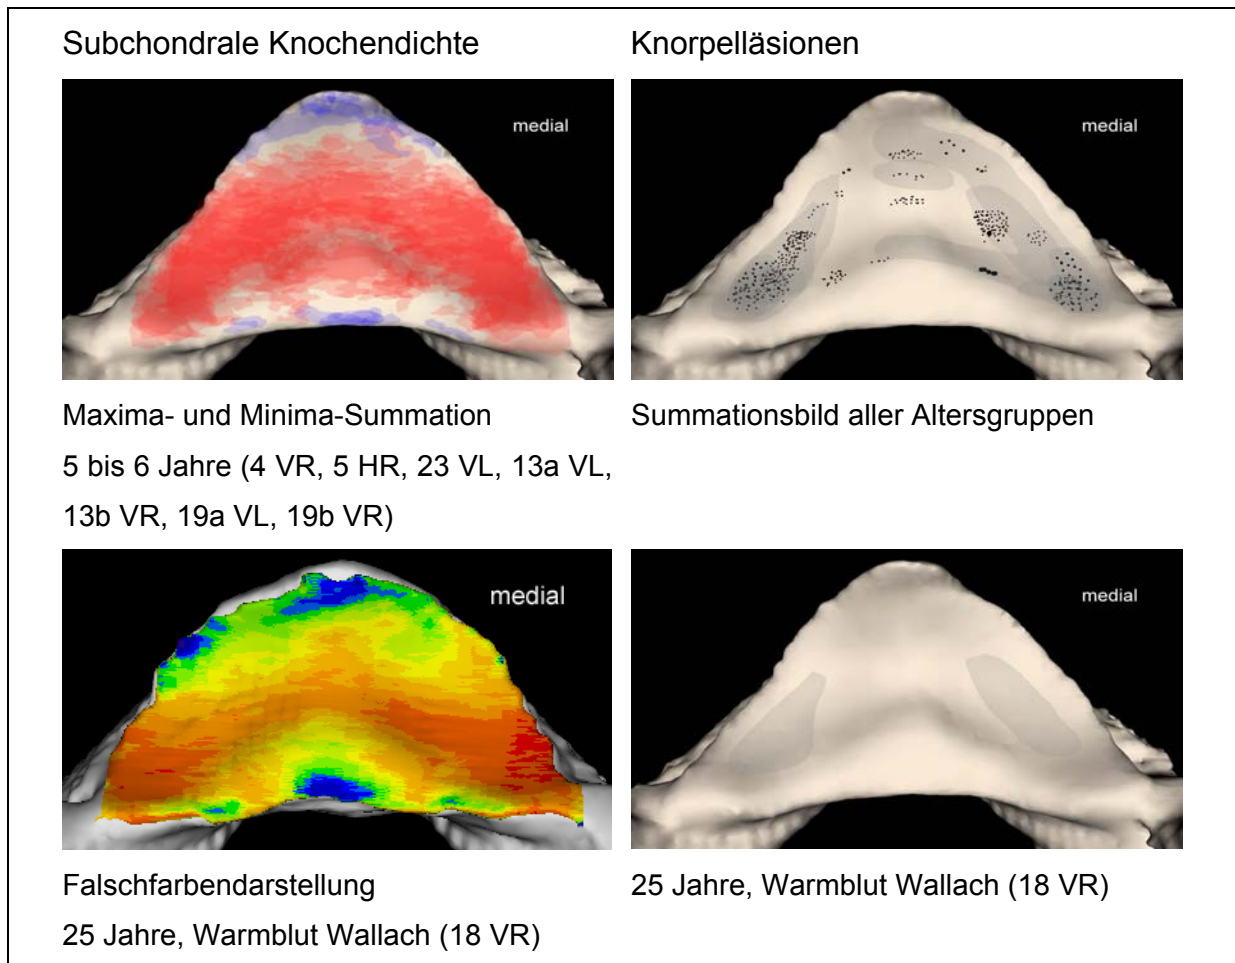 Subchondrale Knochendichte
Knorpelläsionen
medial
medial
Maxima- und Minima-Summation
5 bis 6 Jahre (4 VR, 5 HR, 23 VL, 13a VL,
13b VR, 19a VL, 19b VR)
Summationsbild aller Altersgruppen
medial
medial
Falschfarbendarstellung
25 Jahre, Warmblut Wallach (18 VR)
25 Jahre, Warmblut Wallach (18 VR)